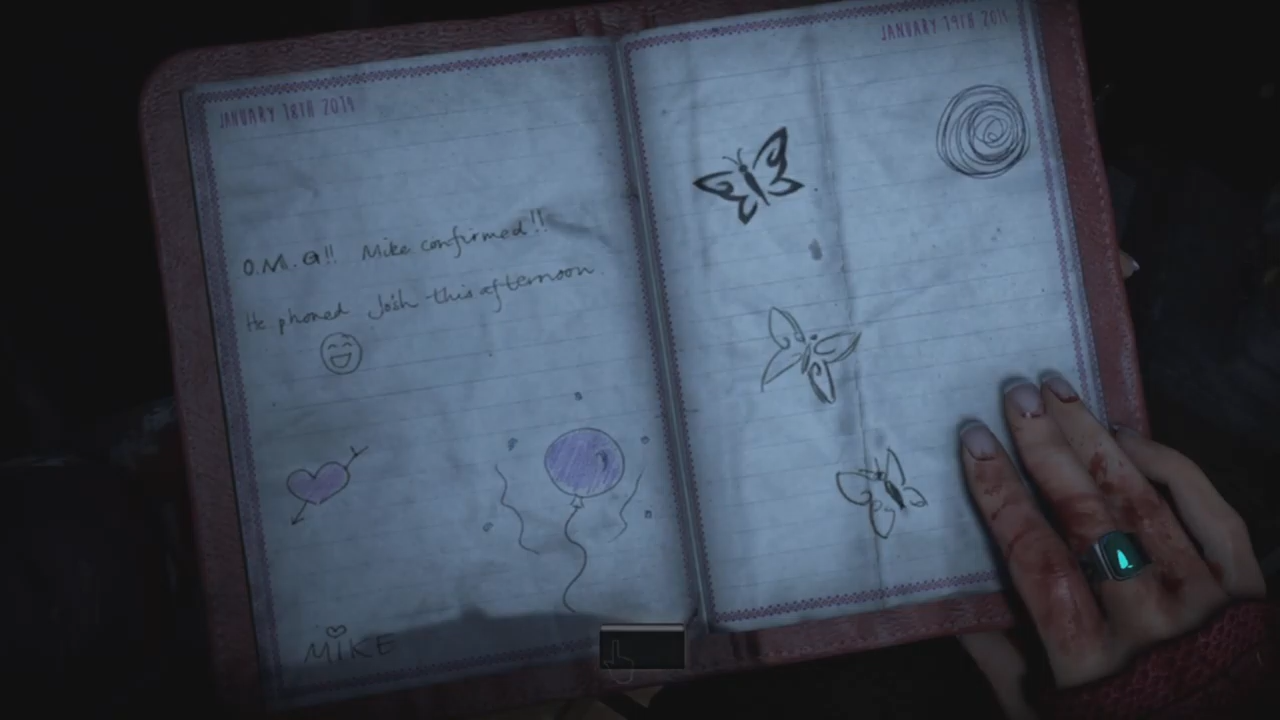 JANUARY 18TH 2014
O.M.G!! Mike confirmed!!
He phoned Josh this afternoon.
MIKE
JANUARY 19TH 2014